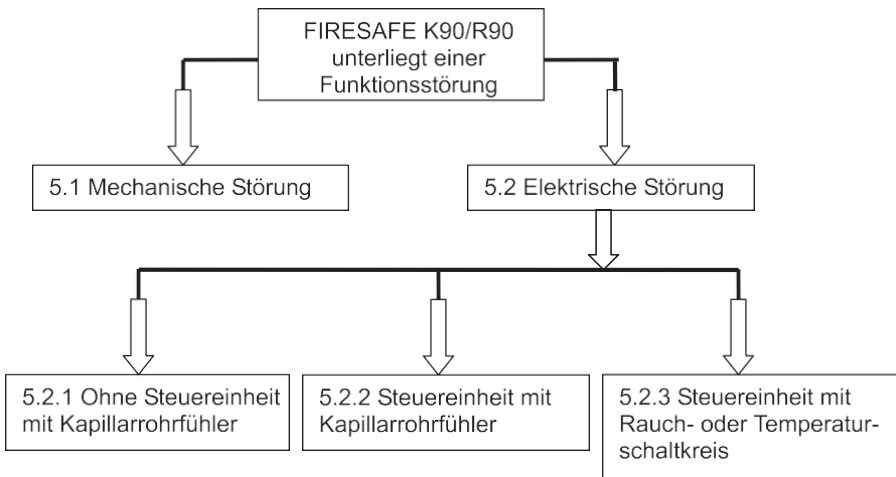 FIRESAFE K90/R90
unterliegt einer
Funktionsstörung
5.1 Mechanische Störung
5.2 Elektrische Störung
5.2.1 Ohne Steuereinheit
mit Kapillarrohrfühler
5.2.2 Steuereinheit mit
Kapillarrohrfühler
5.2.3 Steuereinheit mit
Rauch- oder Temperatur-
schaltkreis